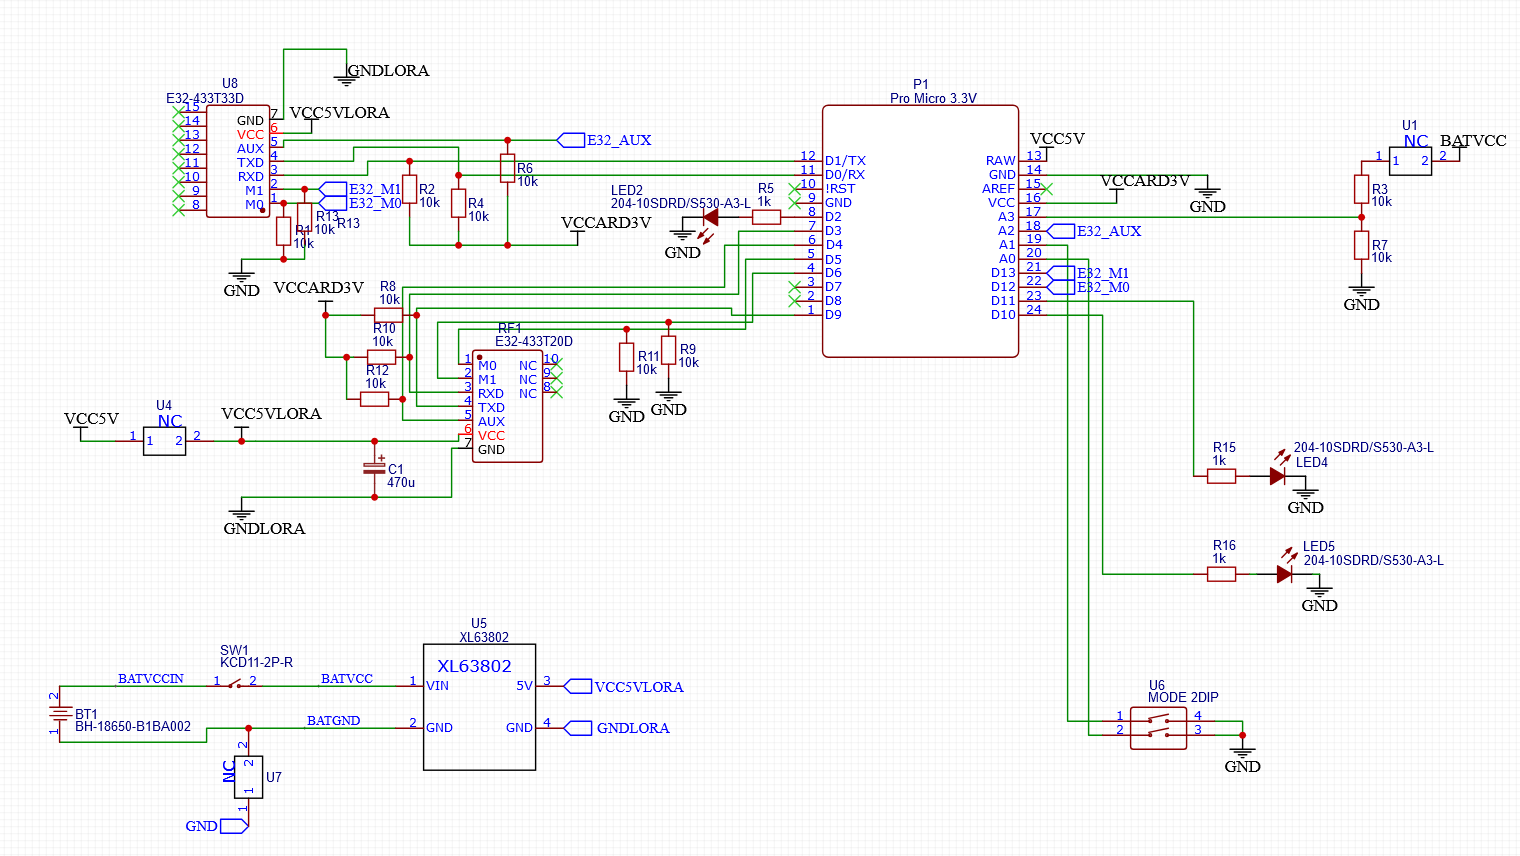 U8
E32-433T33D
15
14
13
12
11
10
9
8
GND 7
VCC 6
AUX 5
TXD 4
RXD 3
M1 2
M0 1
GNDLORA
VCC5VLORA
E32_AUX
E32_M1
E32_M0
R1
10k
R13
10k
R13
R2
10k
R4
10k
R6
10k
GND
VCCARD3V
LED2
204-10SDRD/S530-A3-L
R5
1k
GND
P1
Pro Micro 3.3V
12 D1/TX
11 D0/RX
10 !RST
9 GND
8 D2
7 D3
6 D4
5 D5
4 D6
3 D7
2 D8
1 D9
RAW 13
GND 14
AREF 15
VCC 16
A3 17
A2 18
A1 19
A0 20
D13 21
D12 22
D11 23
D10 24
VCC5V
VCCARD3V
GND
E32_AUX
E32_M1
E32_M0
U1
NC
1 1 2 2
BATVCC
R3
10k
R7
10k
GND
VCCARD3V
R8
10k
R10
10k
R12
10k
RF1
E32-433T20D
1 M0
2 M1
3 RXD
4 TXD
5 AUX
6 VCC
7 GND
NC 10
NC 9
NC 8
R11
10k
R9
10k
GND
GND
VCC5V
U4
NC
1 1 2 2
VCC5VLORA
+
C1
470u
GNDLORA
R15
1k
204-10SDRD/S530-A3-L
LED4
GND
R16
1k
LED5
204-10SDRD/S530-A3-L
GND
U5
XL63802
XL63802
1 VIN
2 GND
5V 3
GND 4
VCC5VLORA
GNDLORA
SW1
KCD11-2P-R
BATVCCIN
1 2
BATVCC
2
BT1
BH-18650-B1BA002
1
BATGND
2
NC
2
1
U7
1
GND
U6
MODE 2DIP
1 4
2 3
GND